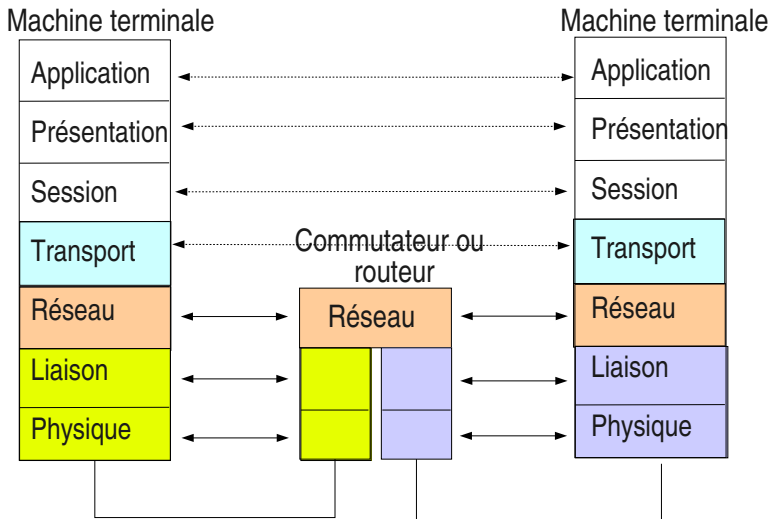 Machine terminale
Application
Présentation
Session
Transport
Réseau
Liaison
Physique
Commutateur ou
routeur
Réseau
Machine terminale
Application
Présentation
Session
Transport
Réseau
Liaison
Physique